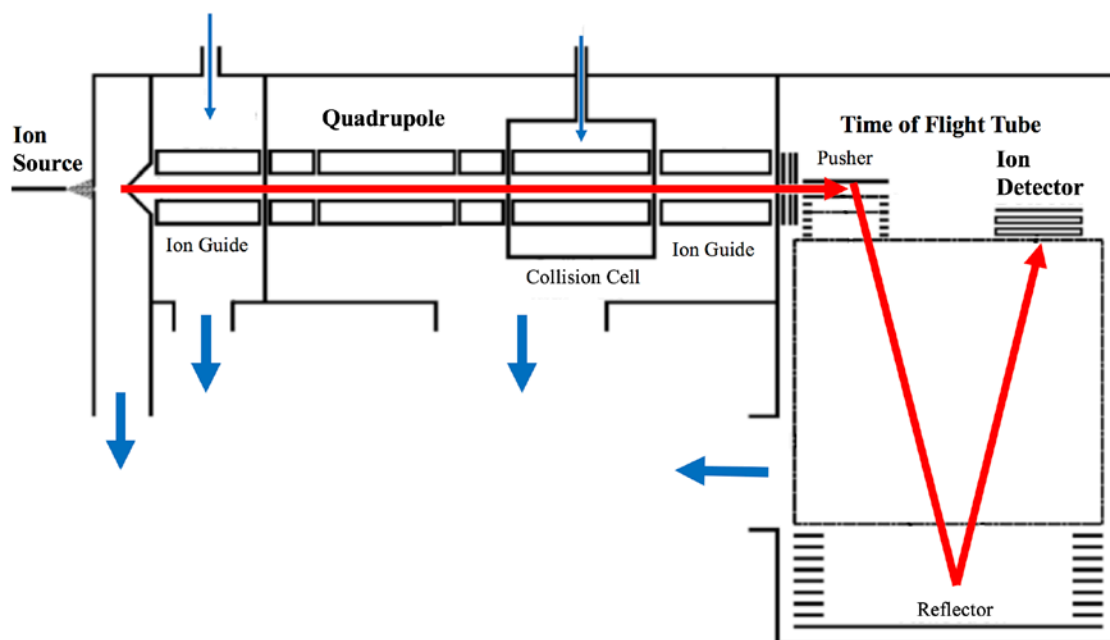 Ion
Source
Quadrupole
Ion Guide
Collision Cell
Ion Guide
Time of Flight Tube
Pusher
Ion
Detector
Reflector